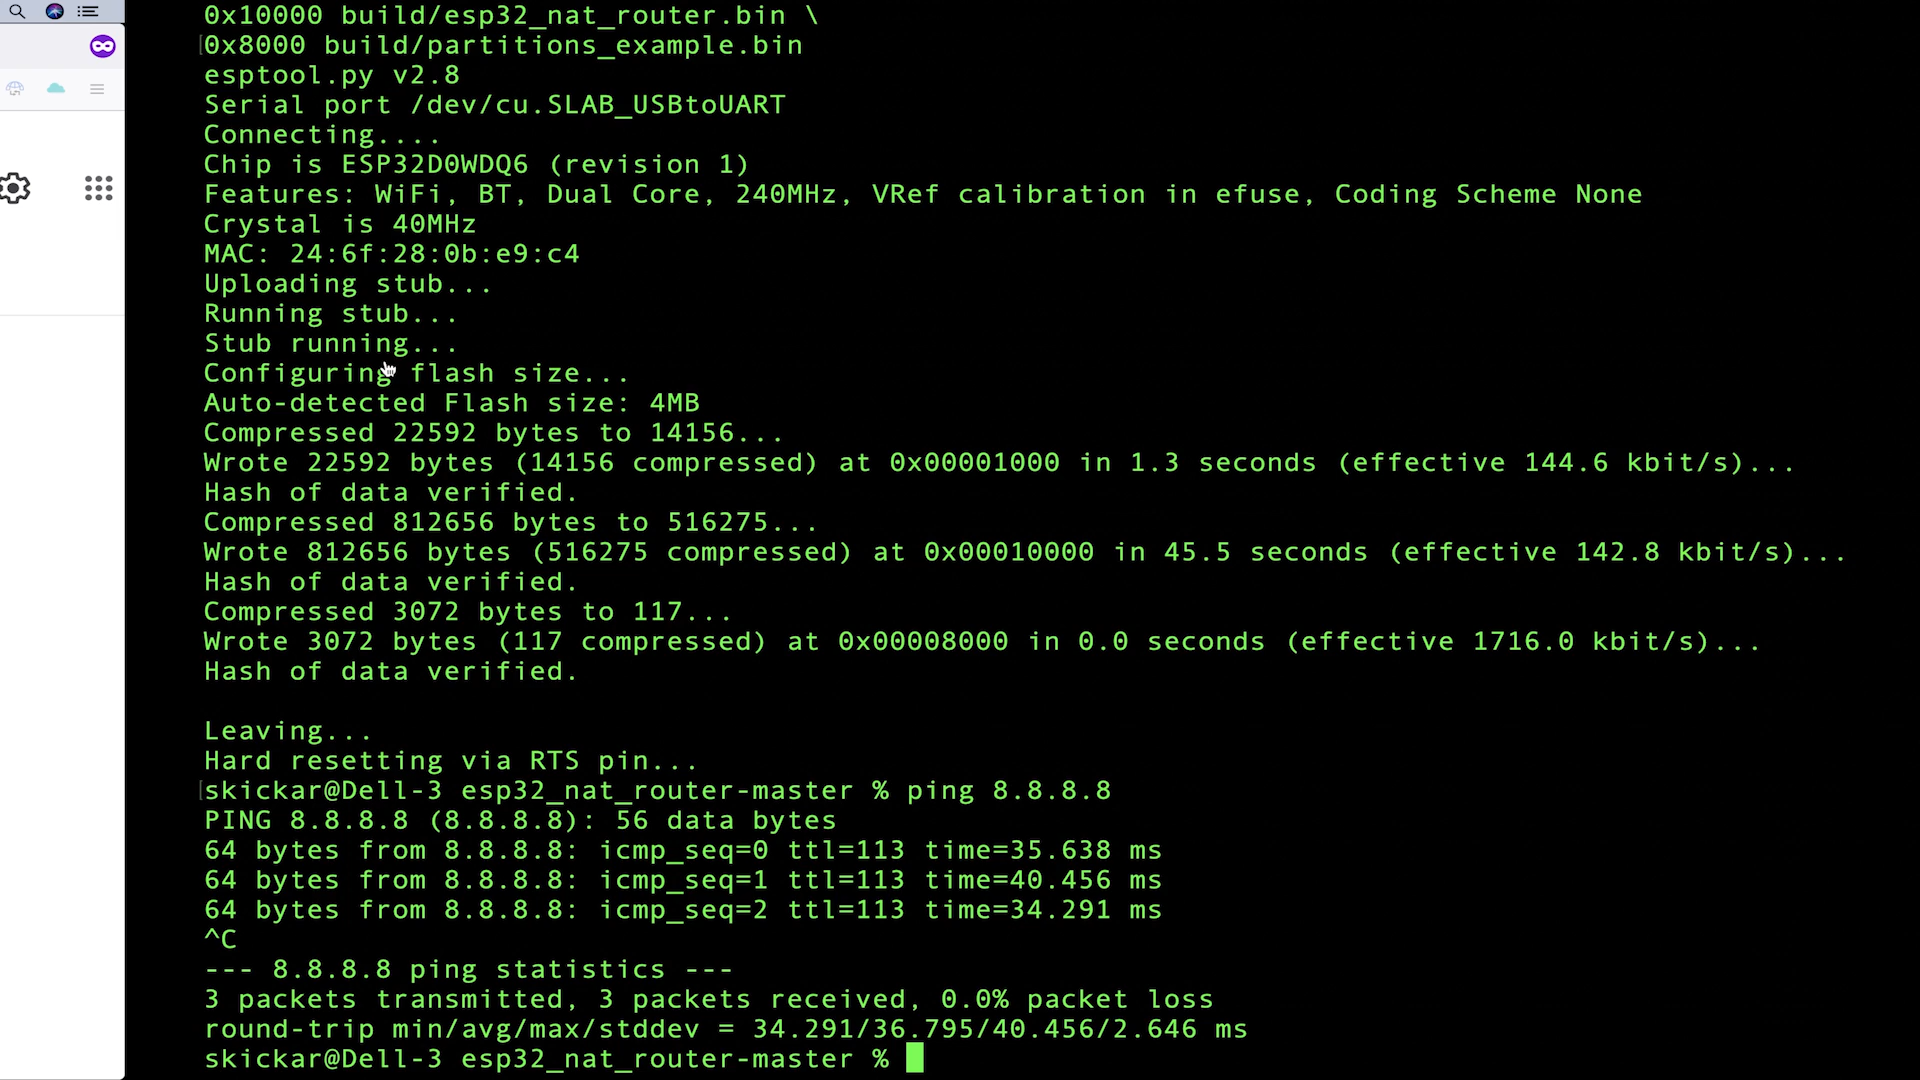 0x10000 build/esp32_nat_router.bin \
0x8000 build/partitions_example.bin
esptool.py v2.8
Serial port /dev/cu.SLAB_USBtoUART
Connecting....
Chip is ESP32D0WDQ6 (revision 1)
Features: WiFi, BT, Dual Core, 240MHz, VRef calibration in efuse, Coding Scheme None
Crystal is 40MHz
MAC: 24:6f:28:0b:e9:c4
Uploading stub...
Running stub...
Stub running...
Configuring flash size...
Auto-detected Flash size: 4MB
Compressed 22592 bytes to 14156...
Wrote 22592 bytes (14156 compressed) at 0x00001000 in 1.3 seconds (effective 144.6 kbit/s)...
Hash of data verified.
Compressed 812656 bytes to 516275...
Wrote 812656 bytes (516275 compressed) at 0x00010000 in 45.5 seconds (effective 142.8 kbit/s)...
Hash of data verified.
Compressed 3072 bytes to 117...
Wrote 3072 bytes (117 compressed) at 0x00008000 in 0.0 seconds (effective 1716.0 kbit/s)...
Hash of data verified.
Leaving...
Hard resetting via RTS pin...
skickar@Dell-3 esp32_nat_router-master % ping 8.8.8.8
PING 8.8.8.8 (8.8.8.8): 56 data bytes
64 bytes from 8.8.8.8: icmp_seq=0 ttl=113 time=35.638 ms
64 bytes from 8.8.8.8: icmp_seq=1 ttl=113 time=40.456 ms
64 bytes from 8.8.8.8: icmp_seq=2 ttl=113 time=34.291 ms
^C
--- 8.8.8.8 ping statistics ---
3 packets transmitted, 3 packets received, 0.0% packet loss
round-trip min/avg/max/stddev = 34.291/36.795/40.456/2.646 ms
skickar@Dell-3 esp32_nat_router-master %